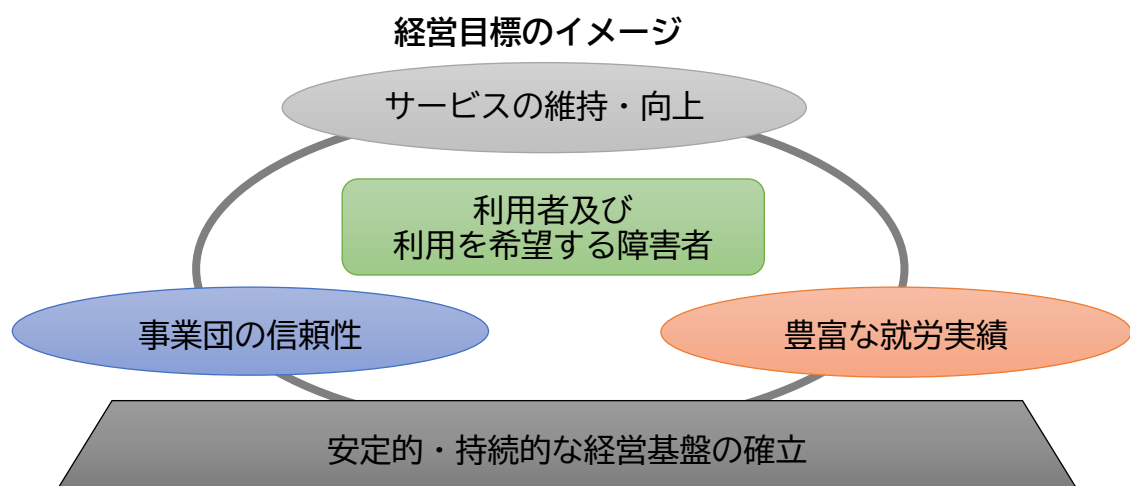 経営目標のイメージ
サービスの維持・向上
利用者及び
利用を希望する障害者
事業団の信頼性
豊富な就労実績
安定的・持続的な経営基盤の確立